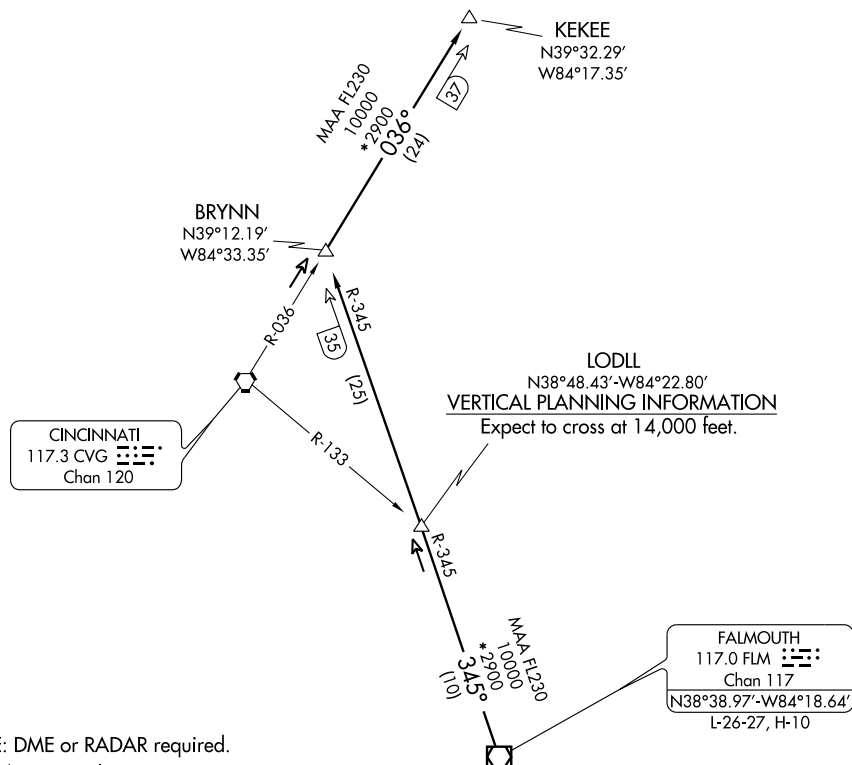 KEKEE
N39°32.29'
W84°17.35'
37
MAA FL230
10000
*2900
036°
(24)
BRYNN
N39°12.19'
W84°33.35'
R-036
R-345
35
(25)
LODLL
N38°48.43'-W84°22.80'
VERTICAL PLANNING INFORMATION
Expect to cross at 14,000 feet.
CINCINNATI
117.3 CVG
Chan 120
R-133
R-345
MAA FL230
10000
*2900
345°
(10)
FALMOUTH
117.0 FLM
Chan 117
N38°38.97'-W84°18.64'
L-26-27, H-10
E: DME or RADAR required.